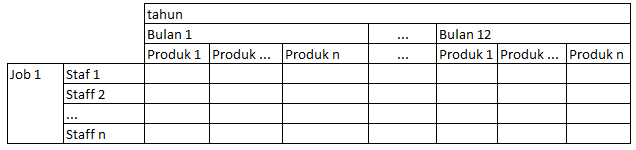 tahun
Bulan 1 ... Bulan 12
Produk 1 Produk ... Produk n ... Produk 1 Produk ... Produk n
Job 1 Staf 1
Staff 2
...
Staff n